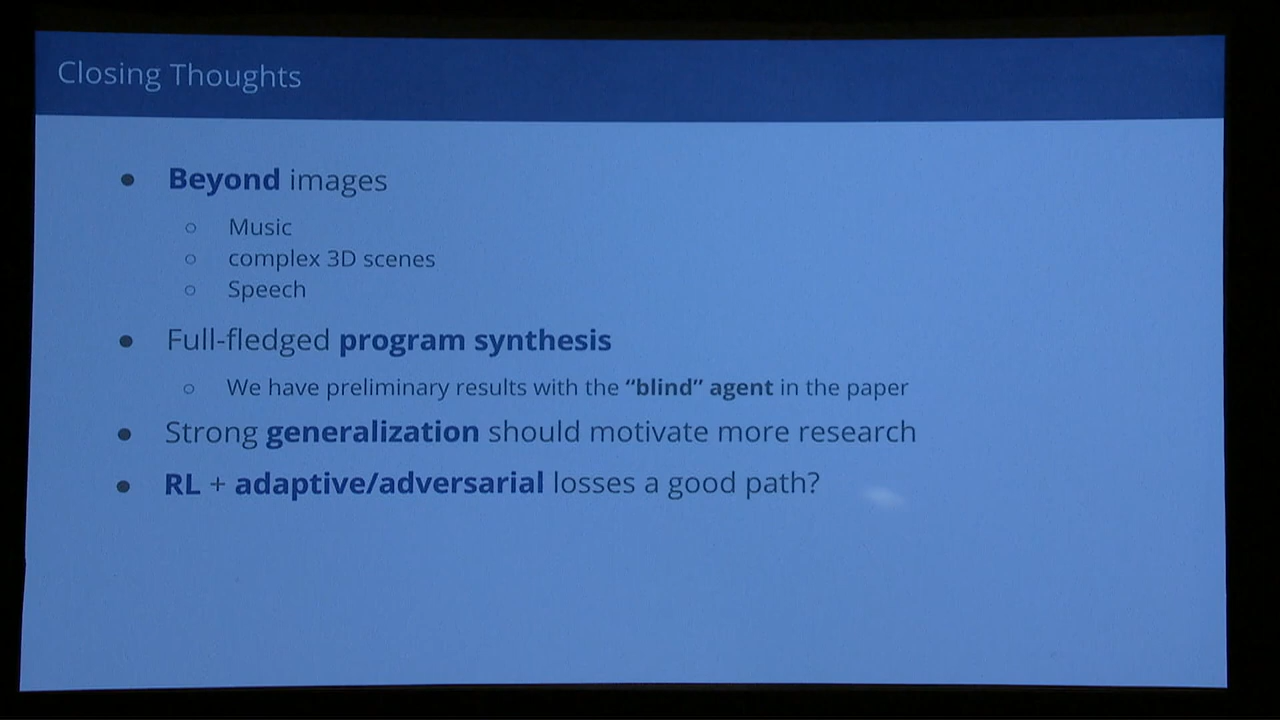 Closing Thoughts
● Beyond images
○ Music
○ complex 3D scenes
○ Speech
● Full-fledged program synthesis
○ We have preliminary results with the “blind” agent in the paper
● Strong generalization should motivate more research
● RL + adaptive/adversarial losses a good path?